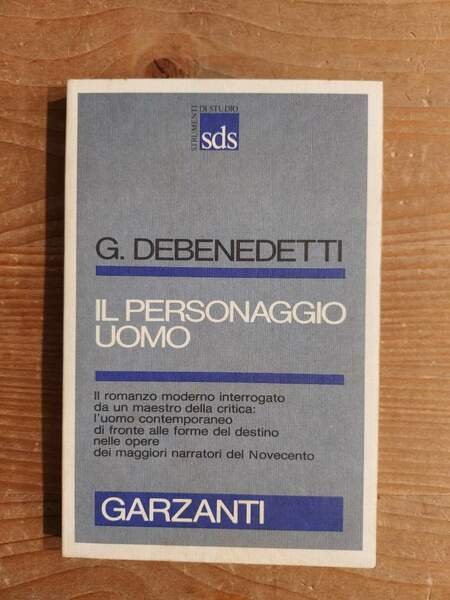 STRUMENTI
DI STUDIO
sds
G. DEBENEDETTI
IL PERSONAGGIO
UOMO
Il romanzo moderno interrogato
da un maestro della critica:
l'uomo contemporaneo
di fronte alle forme del destino
nelle opere
dei maggiori narratori del Novecento
GARZANTI